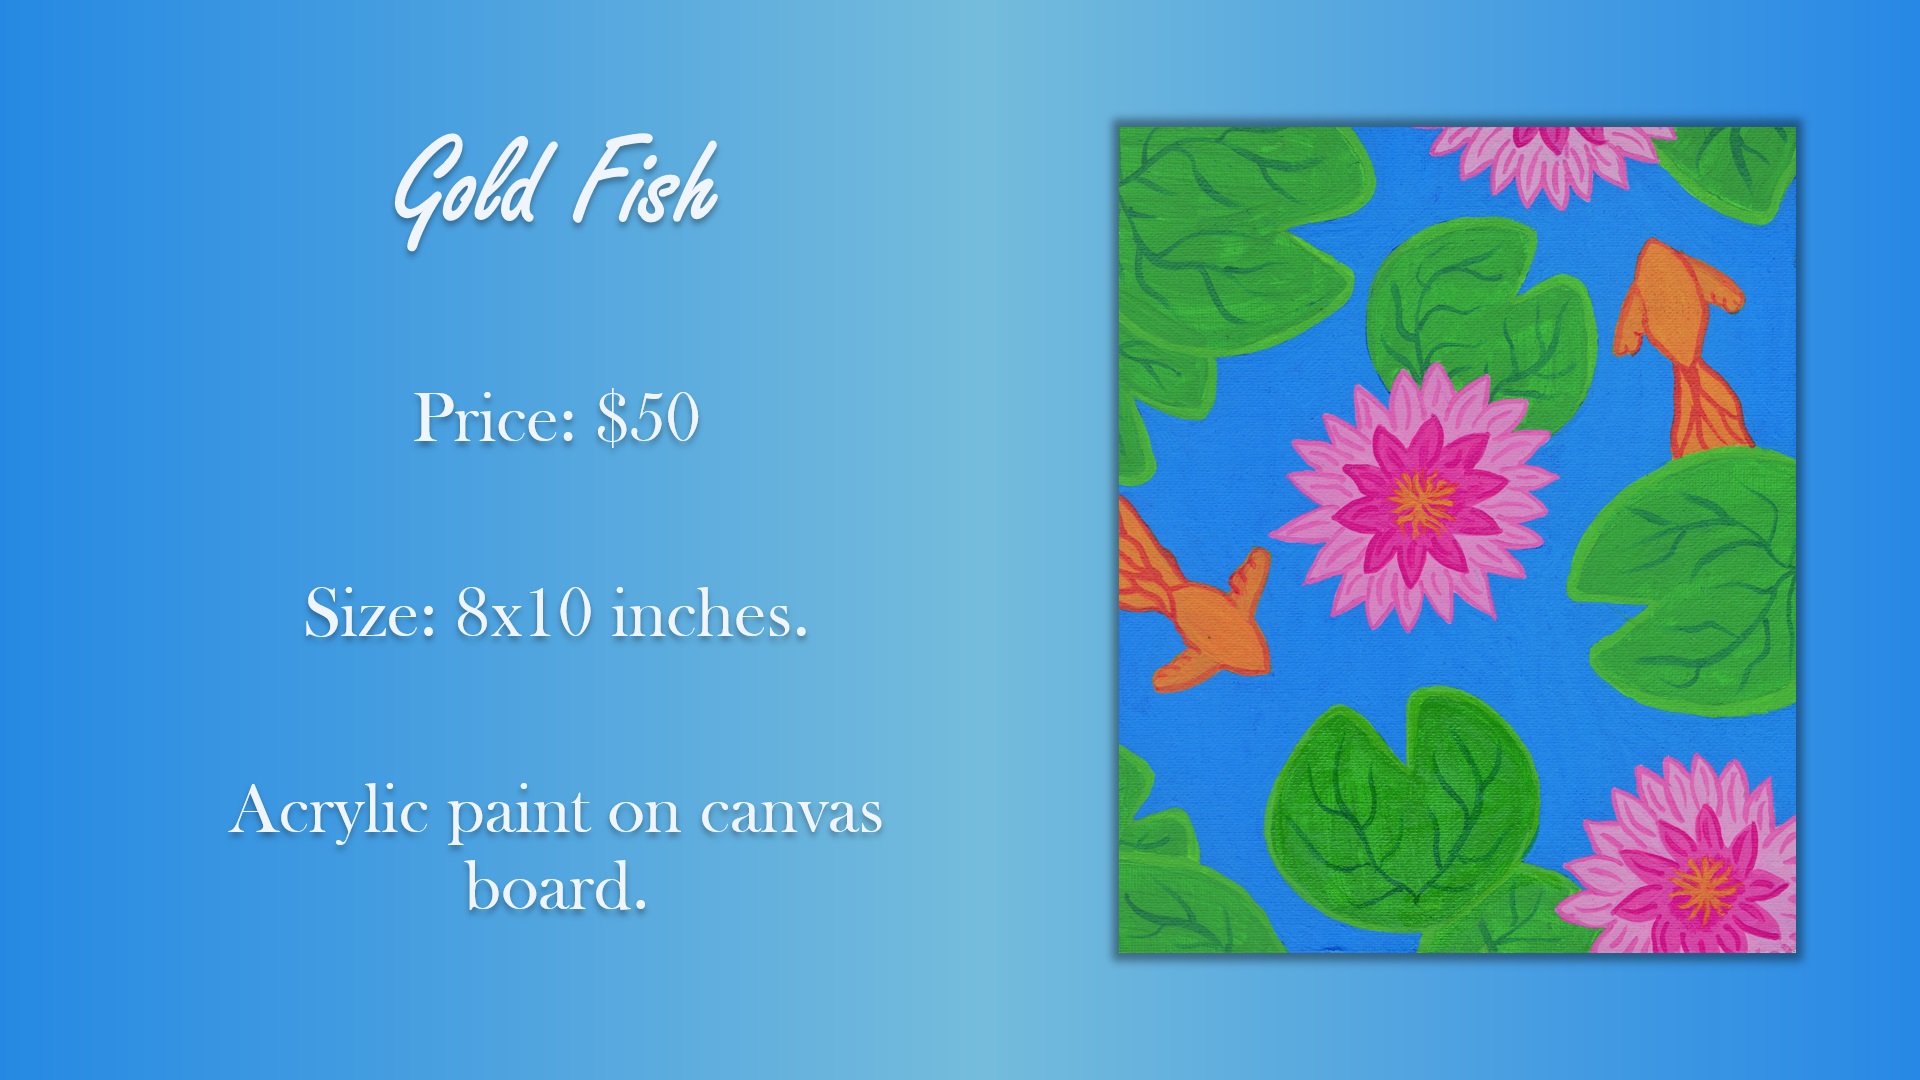 Gold Fish
Price: $50
Size: 8x10 inches.
Acrylic paint on canvas
board.